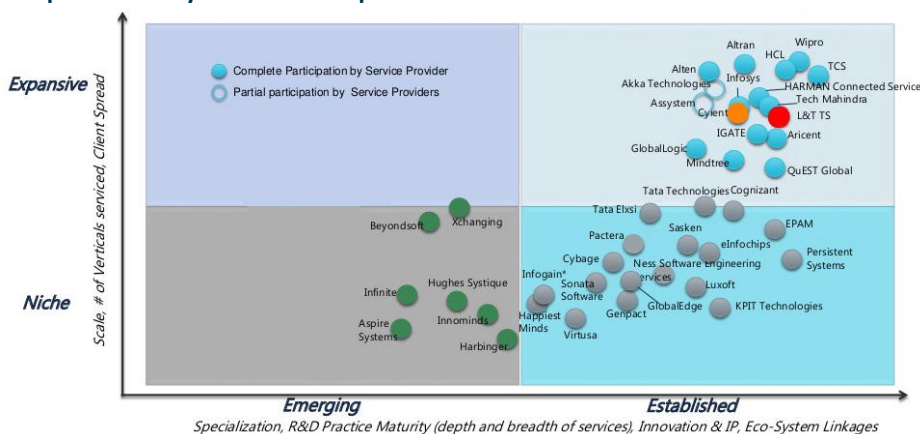 Expansive
Complete Participation by Service Provider
Partial participation by Service Providers
Altran
Wipro
HCL
TCS
Alten
Infosys
Akka Technologies
HARMAN Connected Service
Assystem
Cyient
Tech Mahindra
L&T TS
IGATE
Aricent
GlobalLogic
Mindtree
QuEST Global
Tata Technologies
Cognizant
Tata Elxsi
Xchanging
Beyondsoft
Pactera
Sasken
EPAM
eInfochips
Persistent
Systems
Cybage
Ness Software Engineering
Services
Infogain*
Sonata
Software
Luxoft
Niche
Infinite
Hughes Systique
Innominds
Happiest
Minds
Genpact
GlobalEdge
KPIT Technologies
Aspire
Systems
Virtusa
Harbinger
Scale, # of Verticals serviced, Client Spread
Emerging
Established
Specialization, R&D Practice Maturity (depth and breadth of services), Innovation & IP, Eco-System Linkages